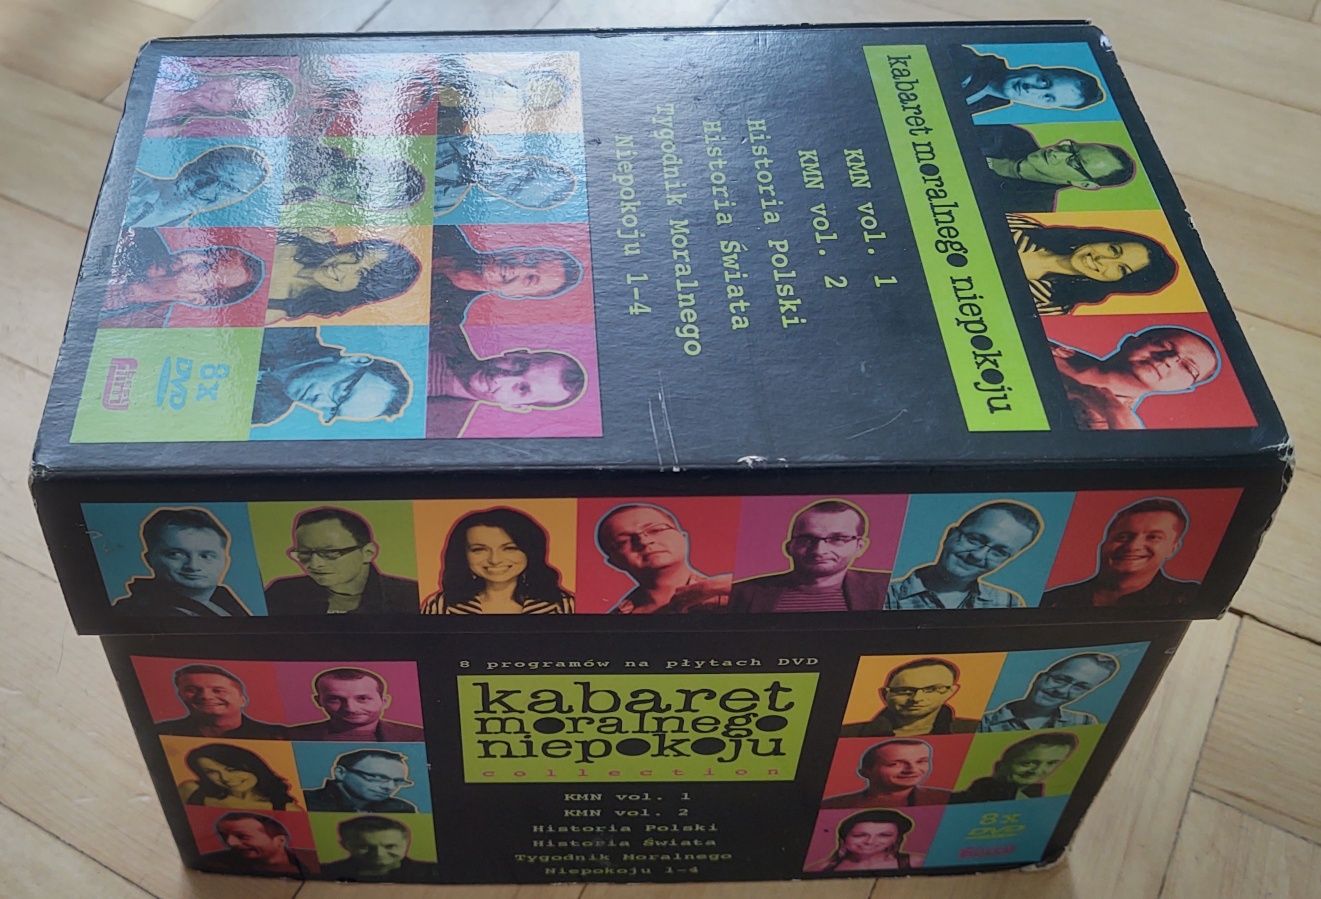 kabaret moralnego niepokoju
KMN vol. 1
KMN vol. 2
Historia Polski
Historia Świata
Tygodnik Moralnego
Niepokoju 1-4
8x
DVD
8 programów na płytach DVD
kabaret
moralnego
niepokoju
collection
KMN vol. 1
KMN vol. 2
Historia Polski
Historia Świata
Tygodnik Moralnego
Niepokoju 1-4
8x
DVD